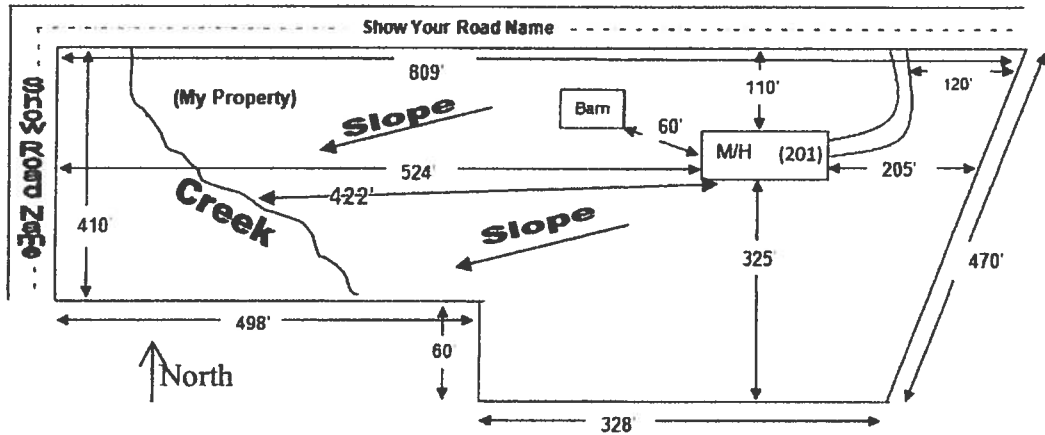 Show Your Road Name
809'
110'
120'
(My Property)
Slope
Barn
60'
M/H (201)
524'
205'
422'
Creek
Slope
410'
Show Road Name
325'
470'
498'
60'
North
328'